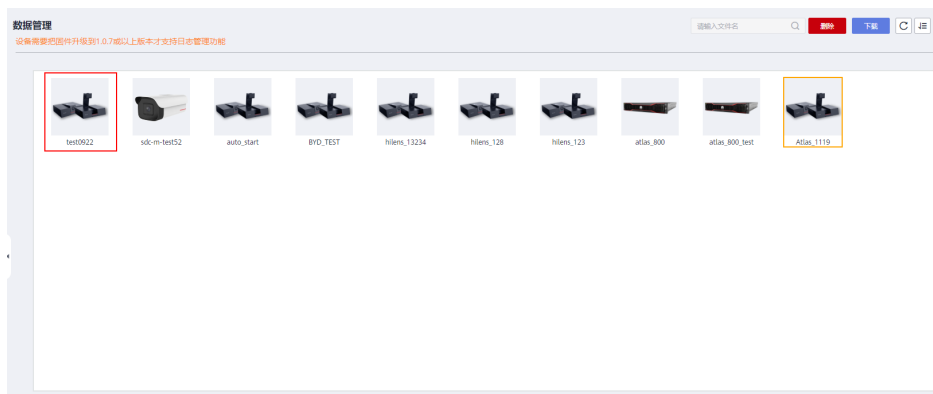 数据管理
请输入文件名
删除
下载
设备需要把固件升级到1.0.7或以上版本才支持日志管理功能
test0922
sdc-m-test52
auto_start
BYD_TEST
hilens_13234
hilens_128
hilens_123
atlas_800
atlas_800_test
Atlas_1119